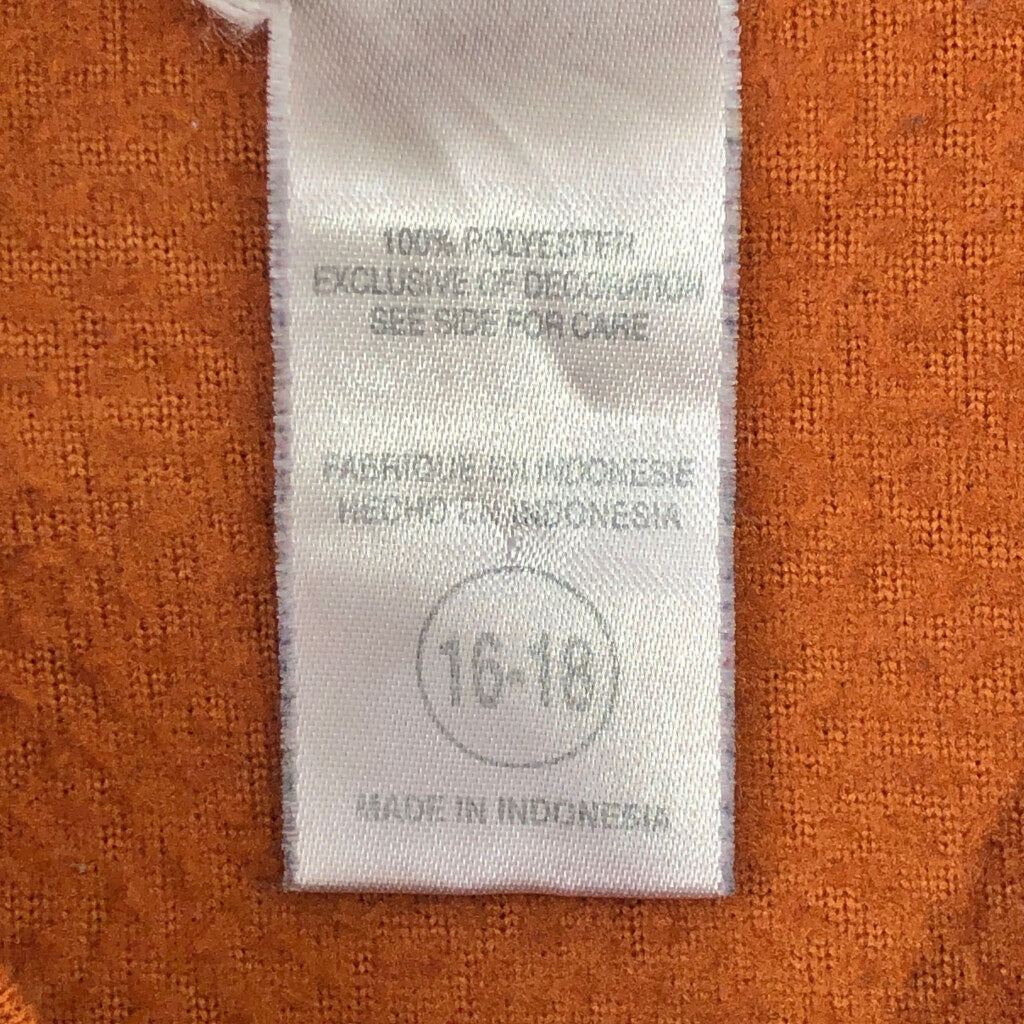 100% POLYESTER
EXCLUSIVE OF DECORATION
SEE SIDE FOR CARE
FABRIQUE EN INDONESIE
HECHO EN INDONESIA
16-18
MADE IN INDONESIA